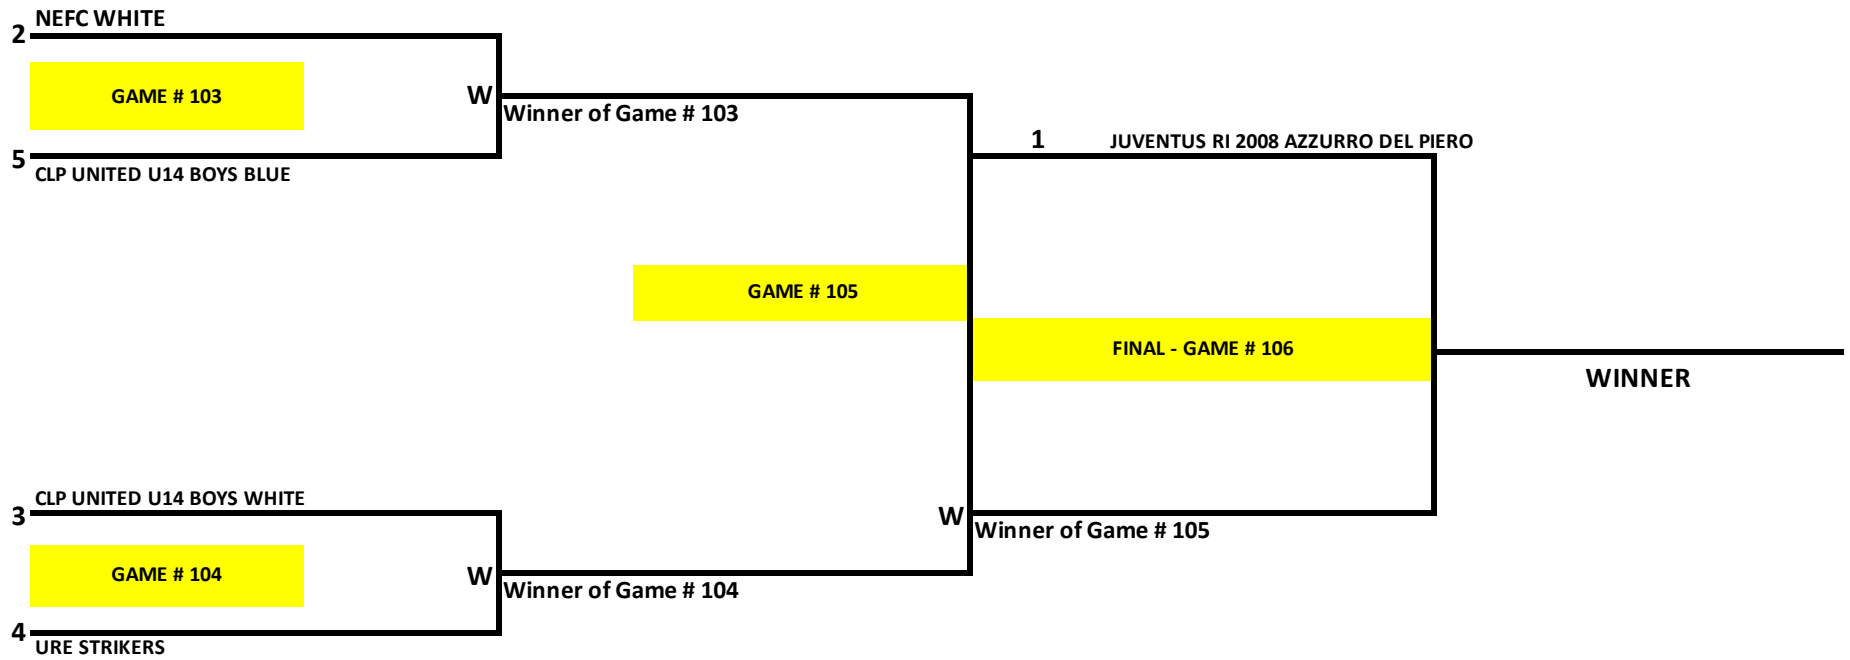 NEFC WHITE
2
GAME # 103
W
Winner of Game # 103
5
CLP UNITED U14 BOYS BLUE
1 JUVENTUS RI 2008 AZZURRO DEL PIERO
GAME # 105
FINAL - GAME # 106
WINNER
CLP UNITED U14 BOYS WHITE
3
W
Winner of Game # 105
GAME # 104
W
Winner of Game # 104
4
URE STRIKERS